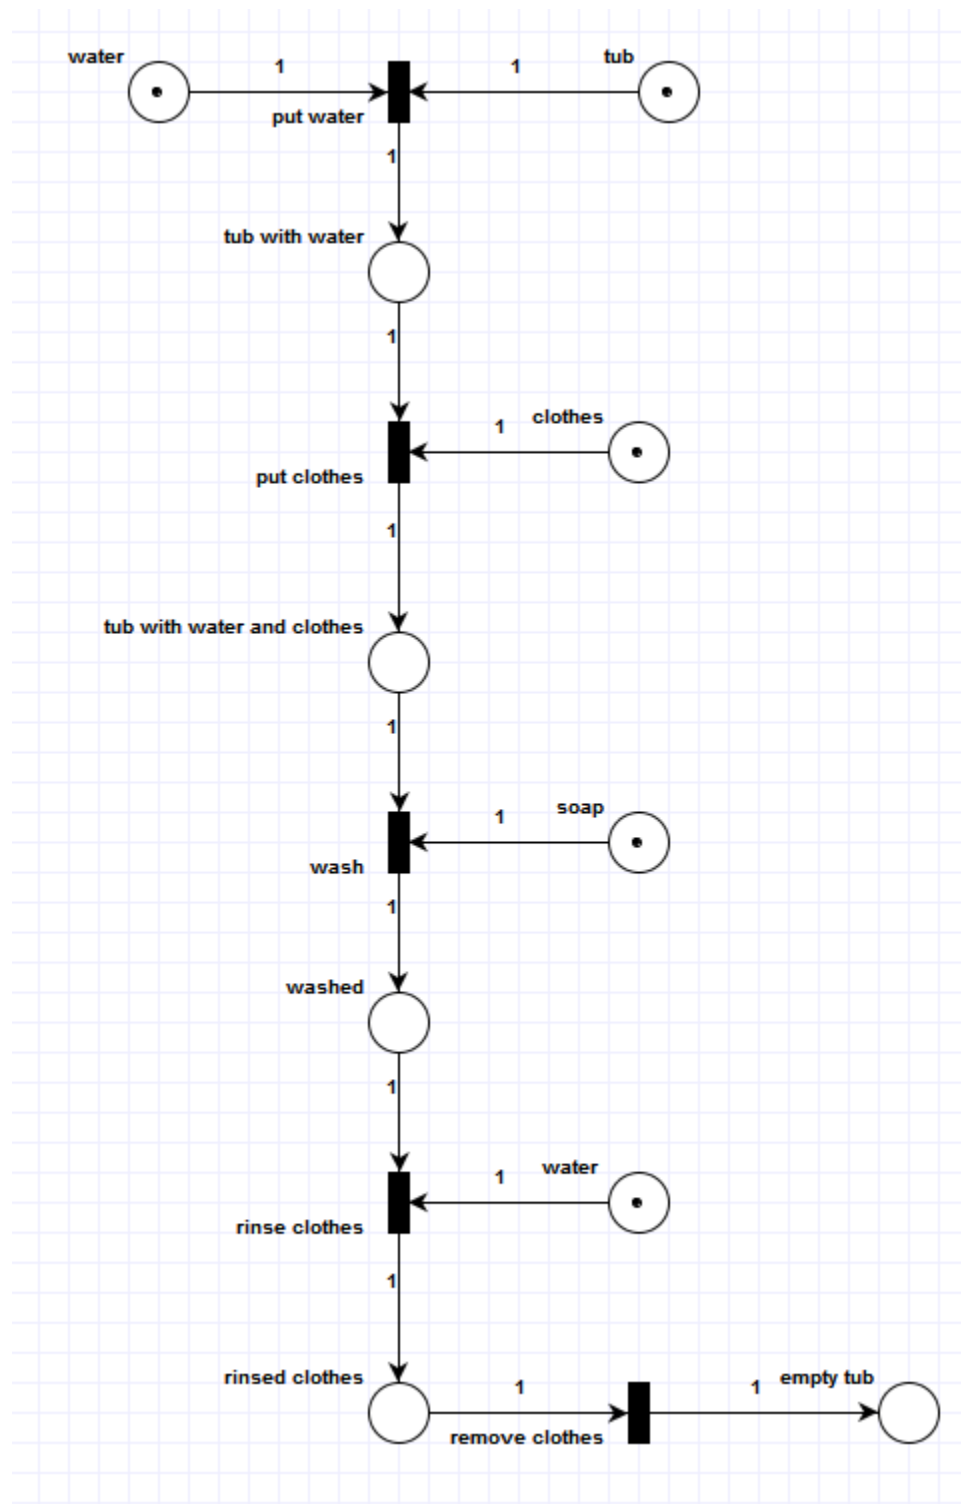 water
1
1
tub
put water
1
tub with water
1
clothes
1
put clothes
1
tub with water and clothes
1
soap
1
wash
1
washed
1
water
1
rinse clothes
1
rinsed clothes
1
1
empty tub
remove clothes